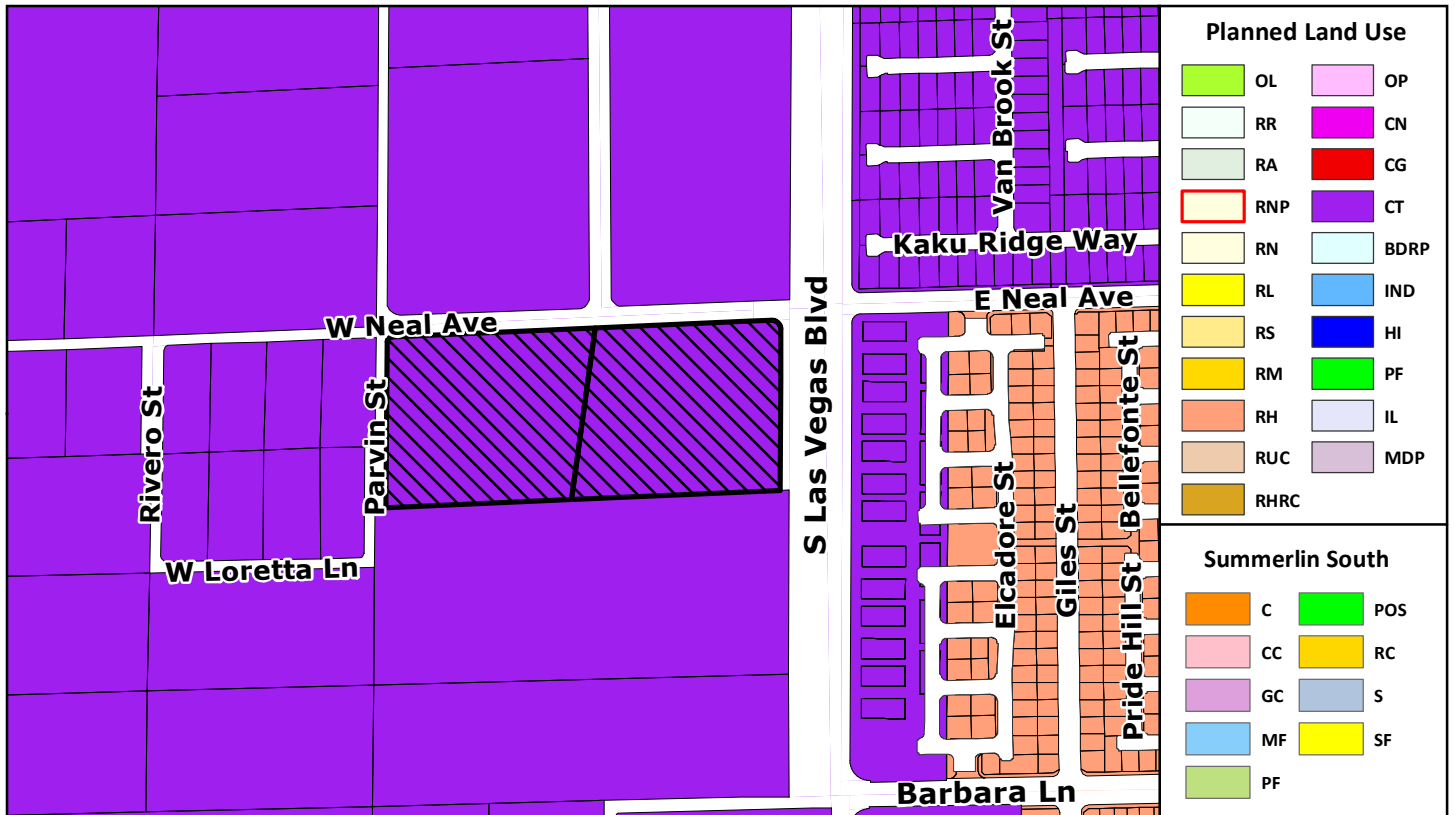 Van Brook St
Kaku Ridge Way
E Neal Ave
W Neal Ave
S Las Vegas Blvd
Rivero St
Parvin St
W Loretta Ln
Elcadore St
Giles St
Bellefonte St
Pride Hill St
Barbara Ln
Planned Land Use
OL
OP
RR
CN
RA
CG
RNP
CT
RN
BDRP
RL
IND
RS
HI
RM
PF
RH
IL
RUC
MDP
RHRC
Summerlin South
C
POS
CC
RC
GC
S
MF
SF
PF